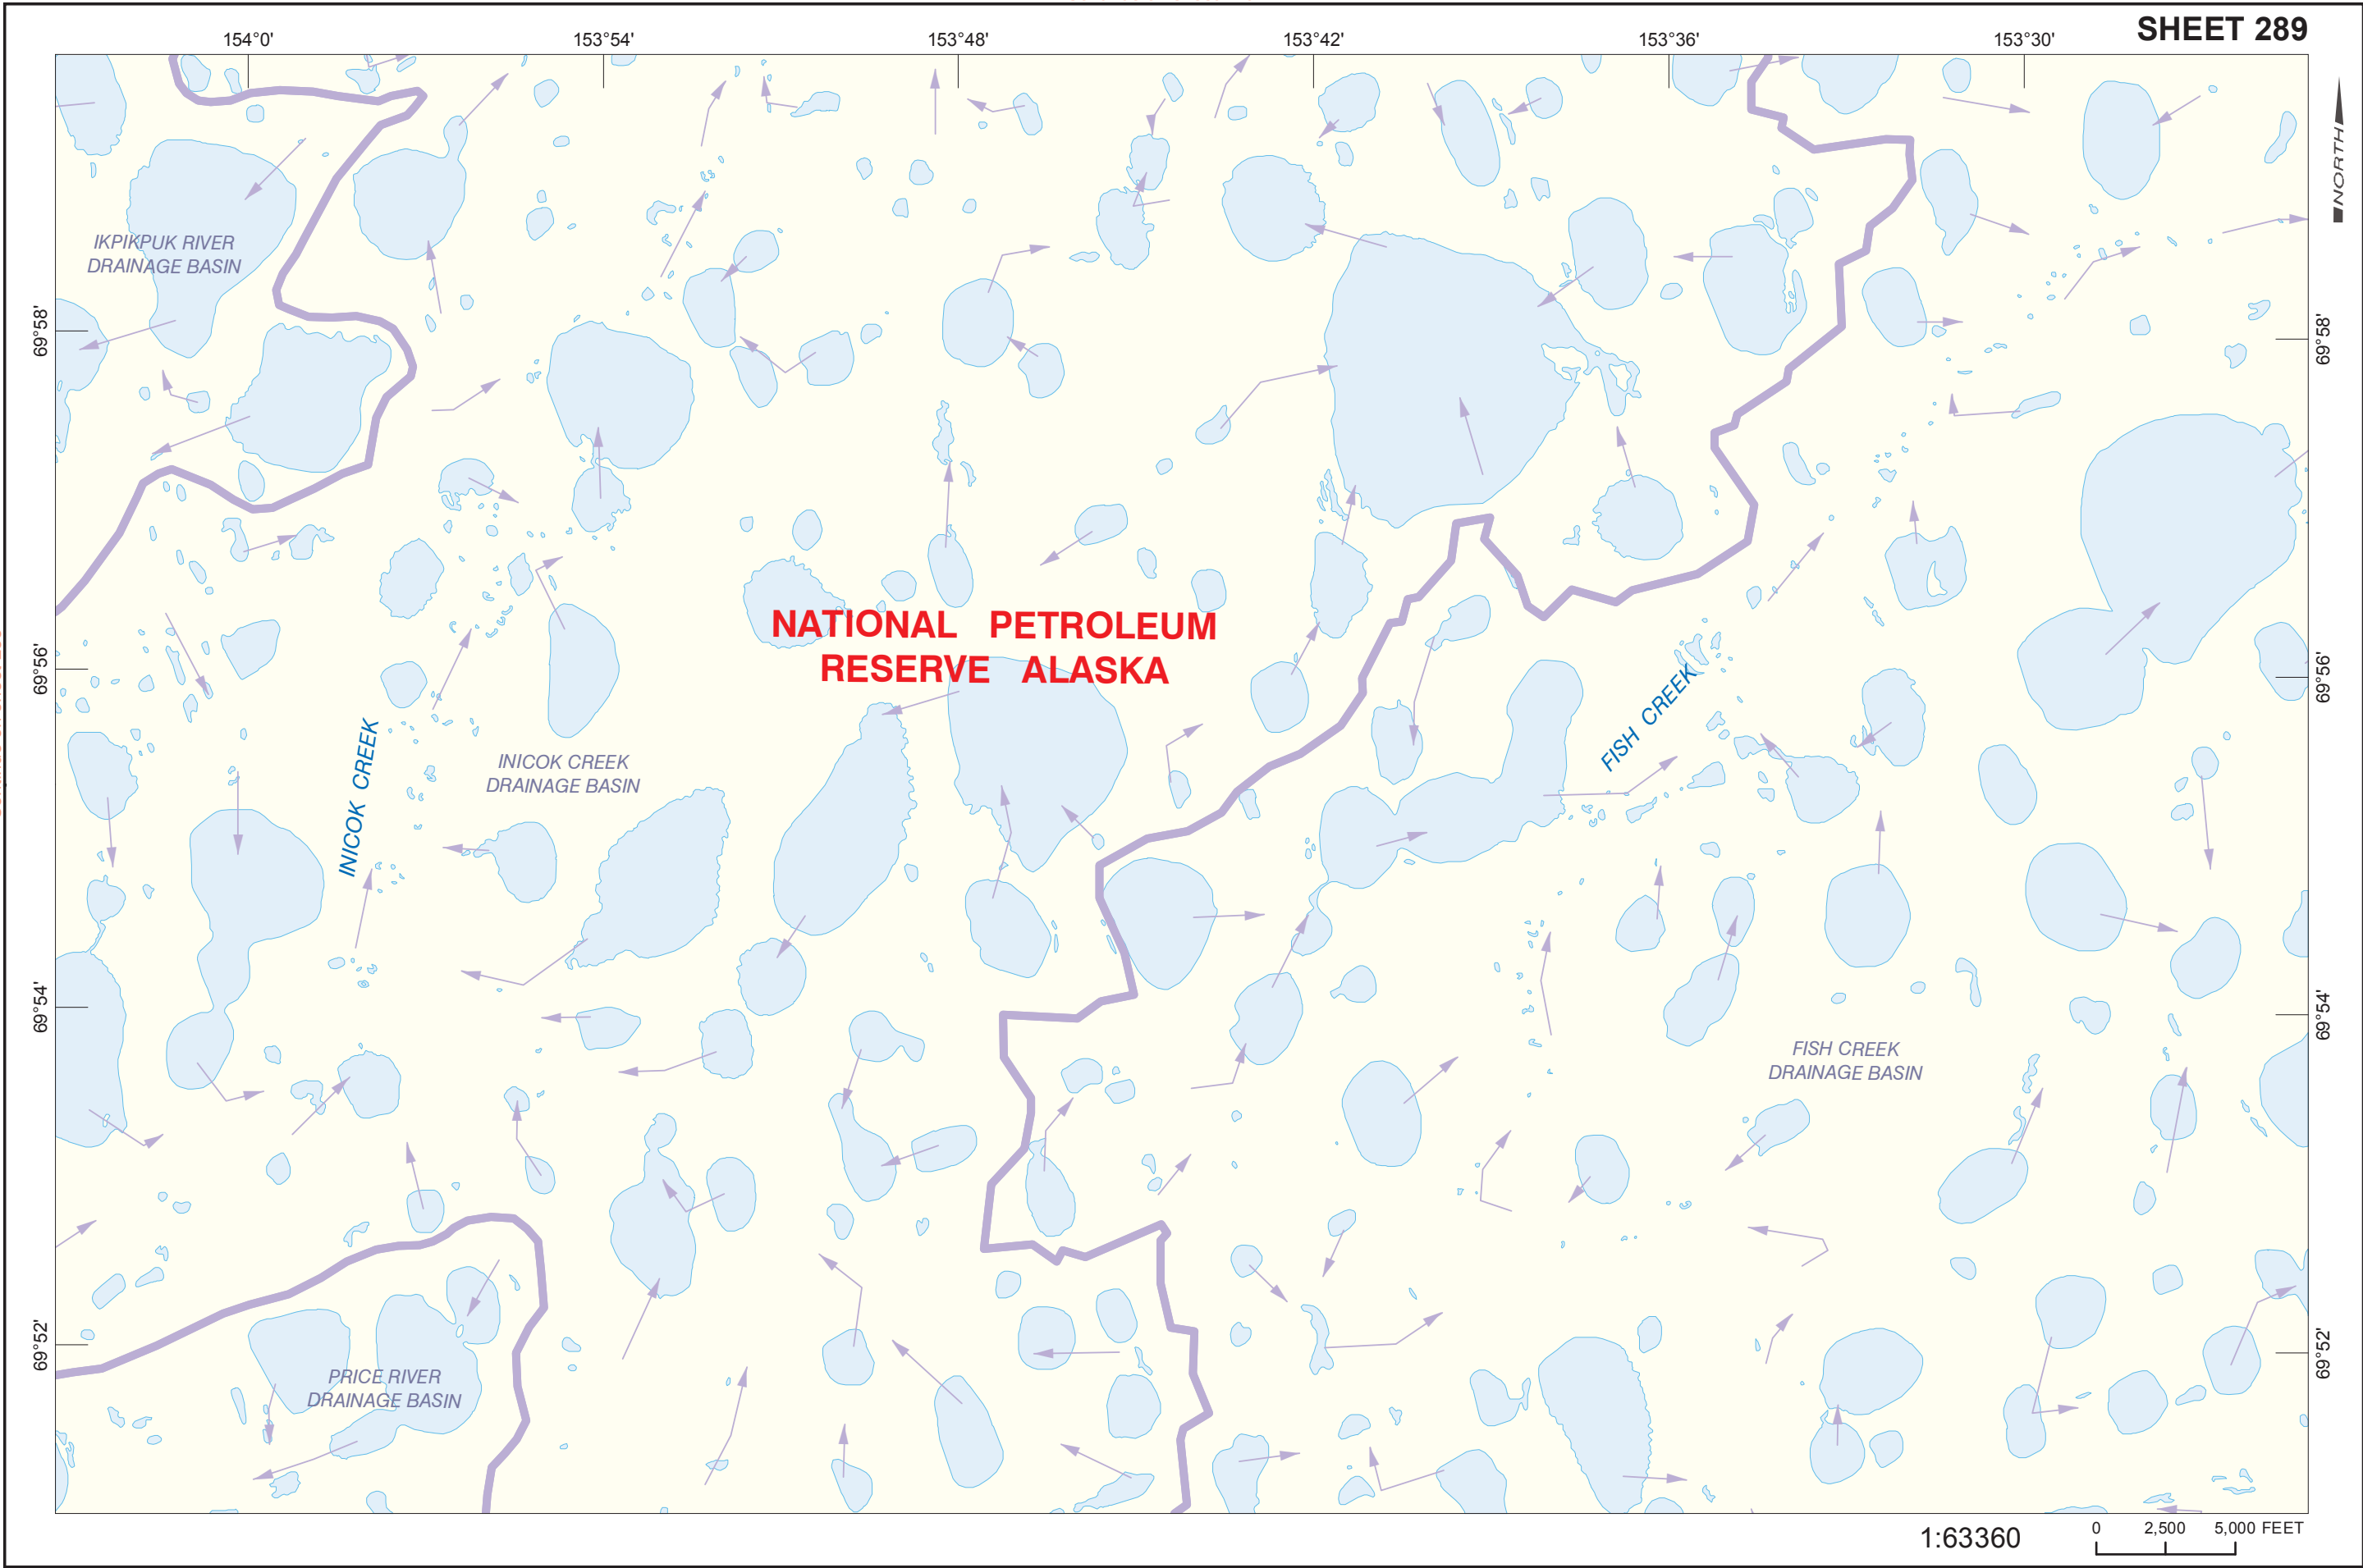 SHEET 289
154°0' 153°54' 153°48' 153°42' 153°36' 153°30'
NORTH
IKPIKPUK RIVER
DRAINAGE BASIN
69°58' 69°58'
NATIONAL PETROLEUM
RESERVE ALASKA
69°56' 69°56'
FISH CREEK
INICOK CREEK
INICOK CREEK
DRAINAGE BASIN
69°54' 69°54'
FISH CREEK
DRAINAGE BASIN
69°52' 69°52'
PRICE RIVER
DRAINAGE BASIN
1:63360
0 2,500 5,000 FEET